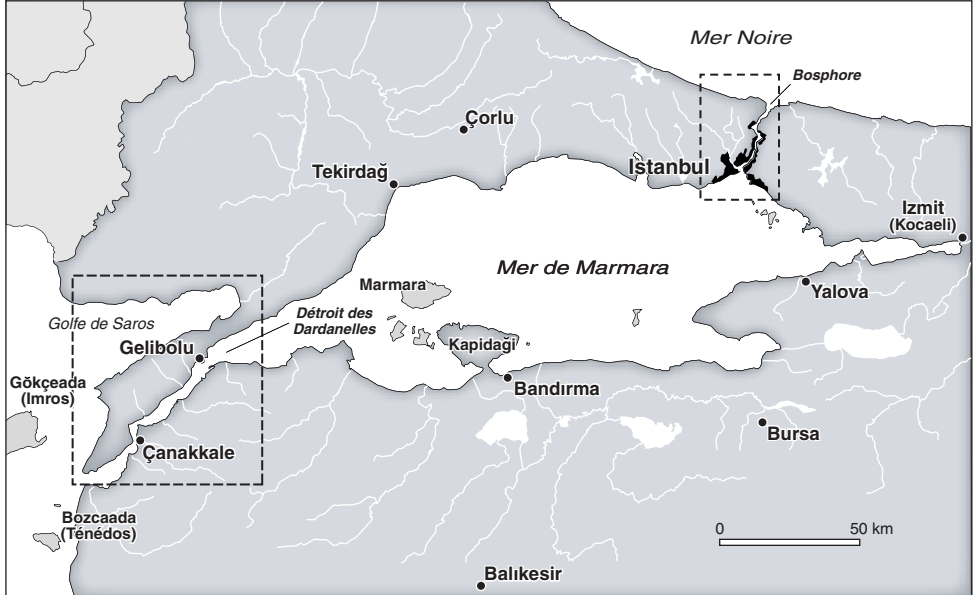 Mer Noire
Bosphore
Çorlu
Istanbul
Tekirdağ
Izmit
(Kocaeli)
Mer de Marmara
Marmara
Yalova
Détroit des
Dardanelles
Golfe de Saros
Gelibolu
Kapidaği
Gökçeada
(Imros)
Bandırma
Bursa
Çanakkale
Bozcaada
(Ténédos)
0 50 km
Balıkesir